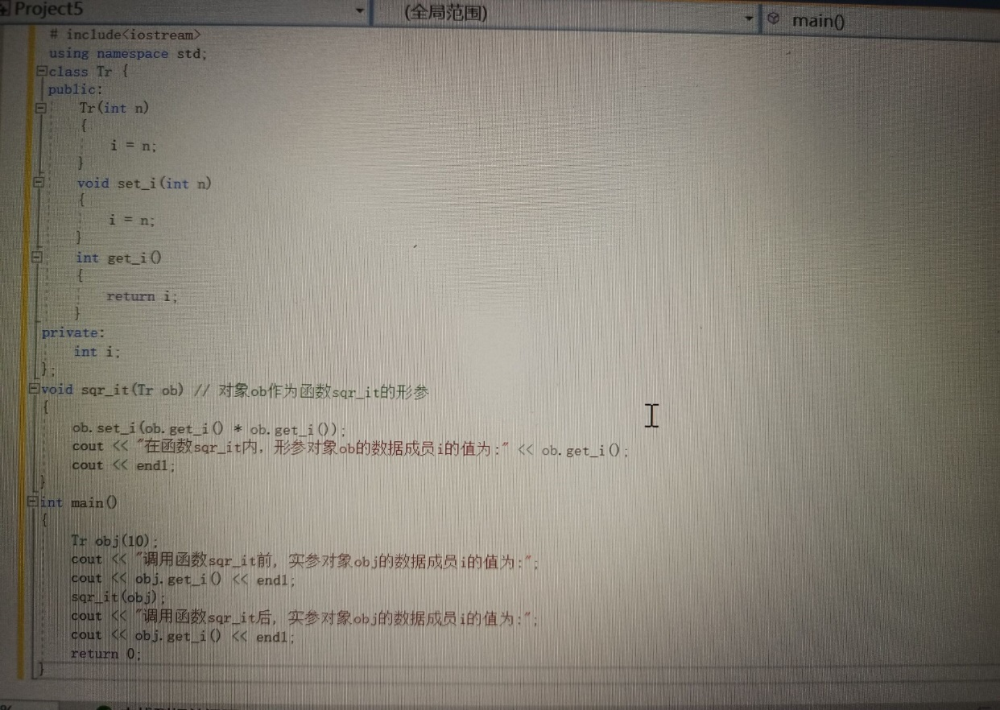 Project5
(全局范围)
main()
# include<iostream>
using namespace std;
class Tr {
public:
Tr(int n)
{
i = n;
}
void set_i(int n)
{
i = n;
}
int get_i()
{
return i;
}
private:
int i;
};
void sqr_it(Tr ob) // 对象ob作为函数sqr_it的形参
{
ob.set_i(ob.get_i() * ob.get_i());
cout << "在函数sqr_it内，形参对象ob的数据成员i的值为:" << ob.get_i();
cout << endl;
}
int main()
{
Tr obj(10);
cout << "调用函数sqr_it前，实参对象obj的数据成员i的值为:";
cout << obj.get_i() << endl;
sqr_it(obj);
cout << "调用函数sqr_it后，实参对象obj的数据成员i的值为:";
cout << obj.get_i() << endl;
return 0;
}
%